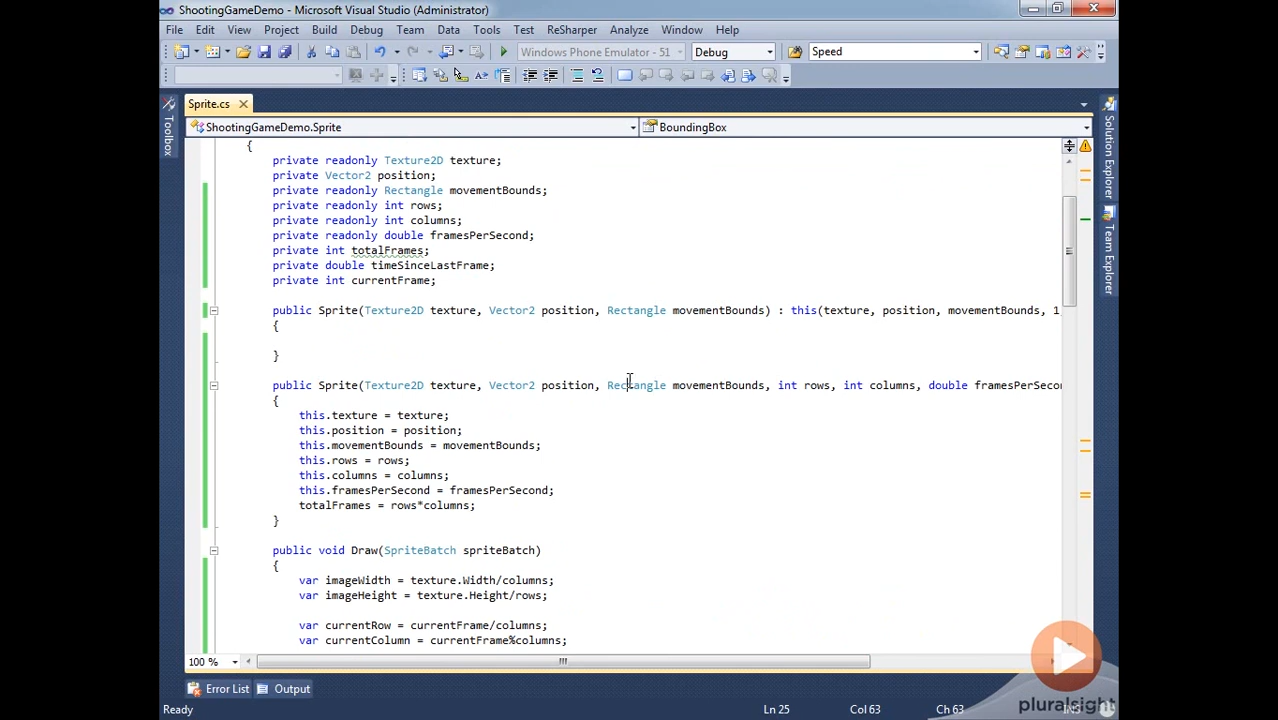 ShootingGameDemo - Microsoft Visual Studio (Administrator)
File Edit View Project Build Debug Team Data Tools Test ReSharper Analyze Window Help
Windows Phone Emulator - 51 Debug Speed
Sprite.cs
ShootingGameDemo.Sprite BoundingBox
Toolbox
Solution Explorer
Team Explorer
{
private readonly Texture2D texture;
private Vector2 position;
private readonly Rectangle movementBounds;
private readonly int rows;
private readonly int columns;
private readonly double framesPerSecond;
private int totalFrames;
private double timeSinceLastFrame;
private int currentFrame;
public Sprite(Texture2D texture, Vector2 position, Rectangle movementBounds) : this(texture, position, movementBounds, 1
{
}
public Sprite(Texture2D texture, Vector2 position, Rectangle movementBounds, int rows, int columns, double framesPerSecon
{
this.texture = texture;
this.position = position;
this.movementBounds = movementBounds;
this.rows = rows;
this.columns = columns;
this.framesPerSecond = framesPerSecond;
totalFrames = rows*columns;
}
public void Draw(SpriteBatch spriteBatch)
{
var imageWidth = texture.Width/columns;
var imageHeight = texture.Height/rows;
var currentRow = currentFrame/columns;
var currentColumn = currentFrame%columns;
100 %
Error List Output
Ready Ln 25 Col 63 Ch 63 INS
pluralsight